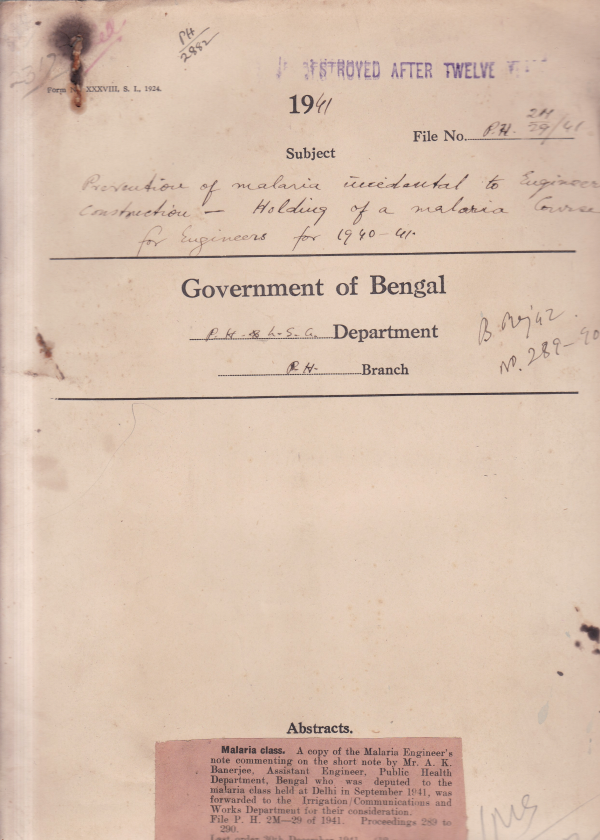 PH
2882
DESTROYED AFTER TWELVE
XXXVIII, S. I., 1924.
1941
File No. P.H. 2M/29/41
Subject
Prevention of malaria incidental to Engineer
Construction — Holding of a malaria Course
for Engineers for 1940-41.
Government of Bengal
P.H. & L.S.G. Department
P.H. Branch
No. 289-90
Abstracts.
Malaria class. A copy of the Malaria Engineer's
note commenting on the short note by Mr. A. K.
Banerjee, Assistant Engineer, Public Health
Department, Bengal who was deputed to the
malaria class held at Delhi in September 1941, was
forwarded to the Irrigation/Communications and
Works Department for their consideration.
File P. H. 2M—29 of 1941. Proceedings 289 to
290.